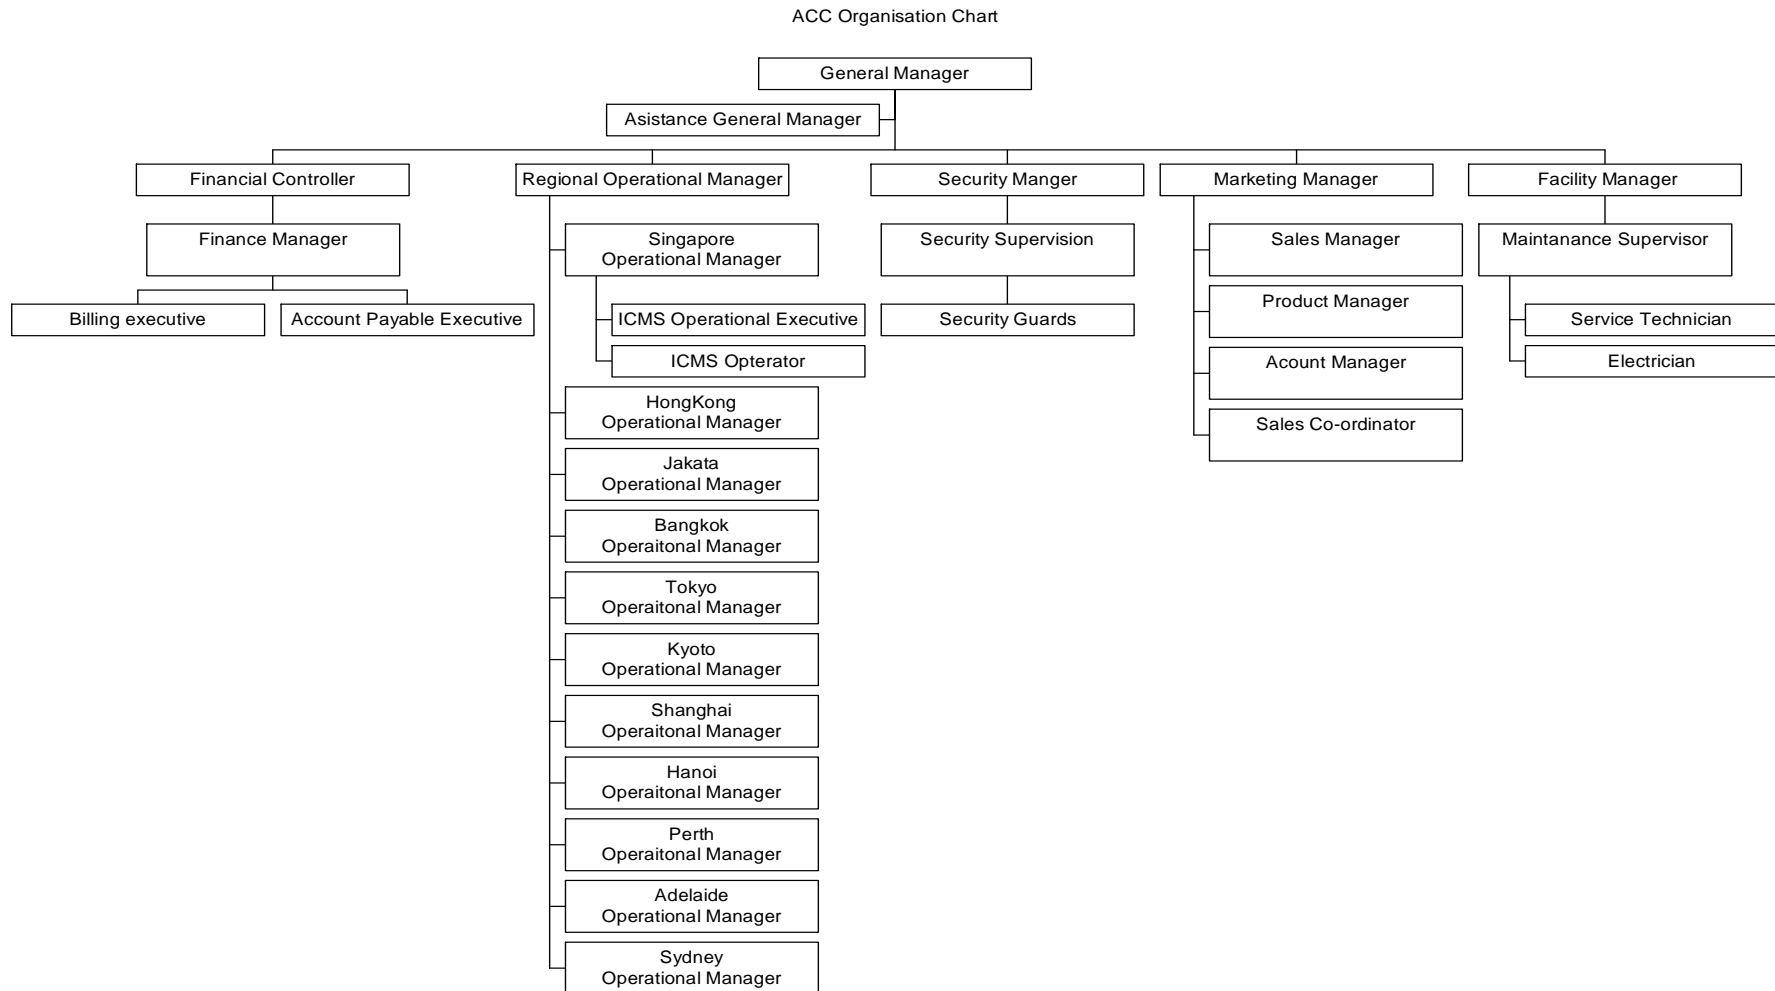 ACC Organisation Chart
General Manager
Asistance General Manager
Financial Controller
Regional Operational Manager
Security Manger
Marketing Manager
Facility Manager
Finance Manager
Billing executive
Account Payable Executive
Singapore
Operational Manager
ICMS Operational Executive
ICMS Opterator
HongKong
Operational Manager
Jakata
Operational Manager
Bangkok
Operaitonal Manager
Tokyo
Operaitonal Manager
Kyoto
Operational Manager
Shanghai
Operaitonal Manager
Hanoi
Operaitonal Manager
Perth
Operaitonal Manager
Adelaide
Operational Manager
Sydney
Operational Manager
Security Supervision
Security Guards
Sales Manager
Product Manager
Acount Manager
Sales Co-ordinator
Maintanance Supervisor
Service Technician
Electrician